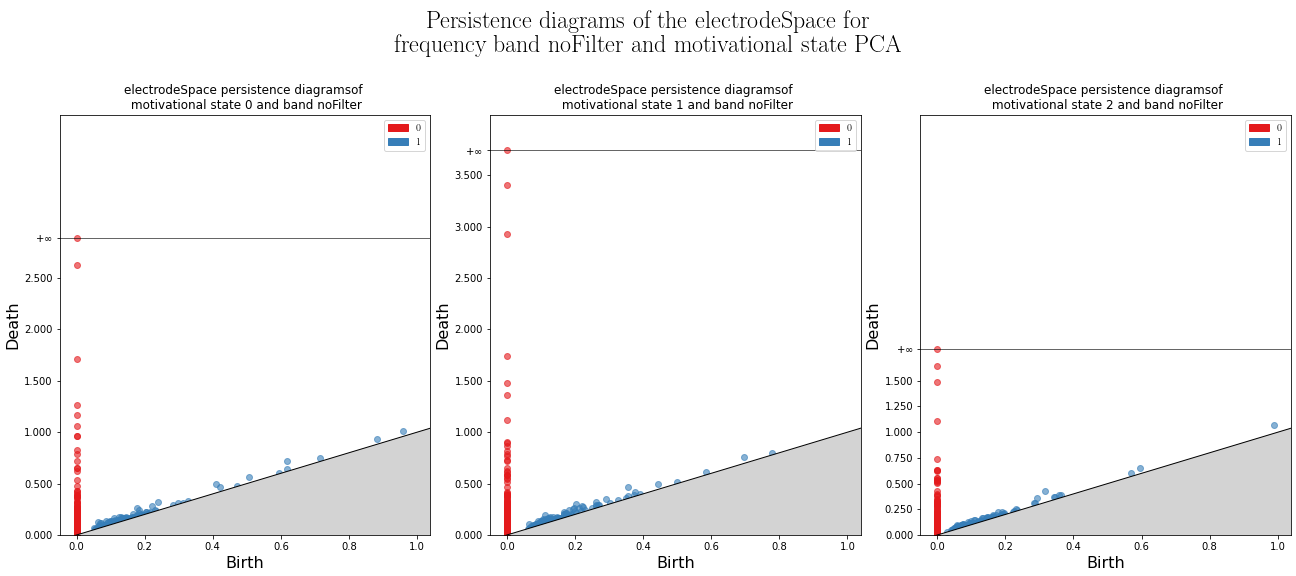 Persistence diagrams of the electrodeSpace for
frequency band noFilter and motivational state PCA
electrodeSpace persistence diagramsof
motivational state 0 and band noFilter
0
1
+∞
2.500
2.000
1.500
1.000
0.500
0.000
Death
0.0 0.2 0.4 0.6 0.8 1.0
Birth
electrodeSpace persistence diagramsof
motivational state 1 and band noFilter
0
1
+∞
3.500
3.000
2.500
2.000
1.500
1.000
0.500
0.000
Death
0.0 0.2 0.4 0.6 0.8 1.0
Birth
electrodeSpace persistence diagramsof
motivational state 2 and band noFilter
0
1
+∞
1.500
1.250
1.000
0.750
0.500
0.250
0.000
Death
0.0 0.2 0.4 0.6 0.8 1.0
Birth